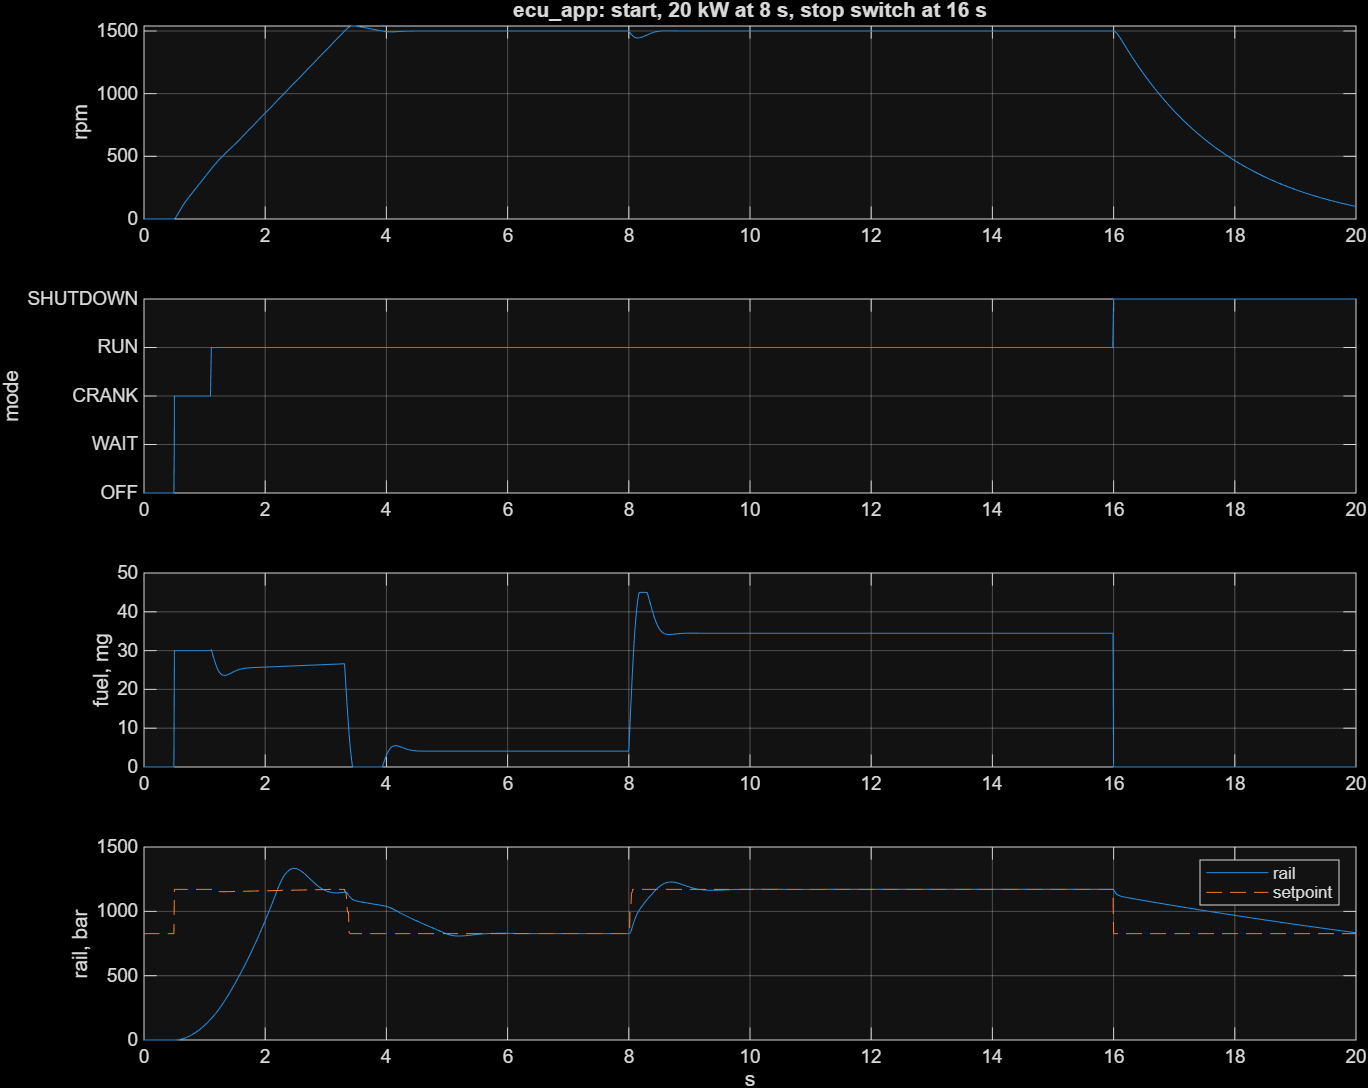 ecu_app: start, 20 kW at 8 s, stop switch at 16 s
1500
1000
500
0
rpm
0 2 4 6 8 10 12 14 16 18 20
SHUTDOWN
RUN
CRANK
WAIT
OFF
mode
0 2 4 6 8 10 12 14 16 18 20
50
40
30
20
10
0
fuel, mg
0 2 4 6 8 10 12 14 16 18 20
1500
1000
500
0
rail, bar
rail
setpoint
0 2 4 6 8 10 12 14 16 18 20
s